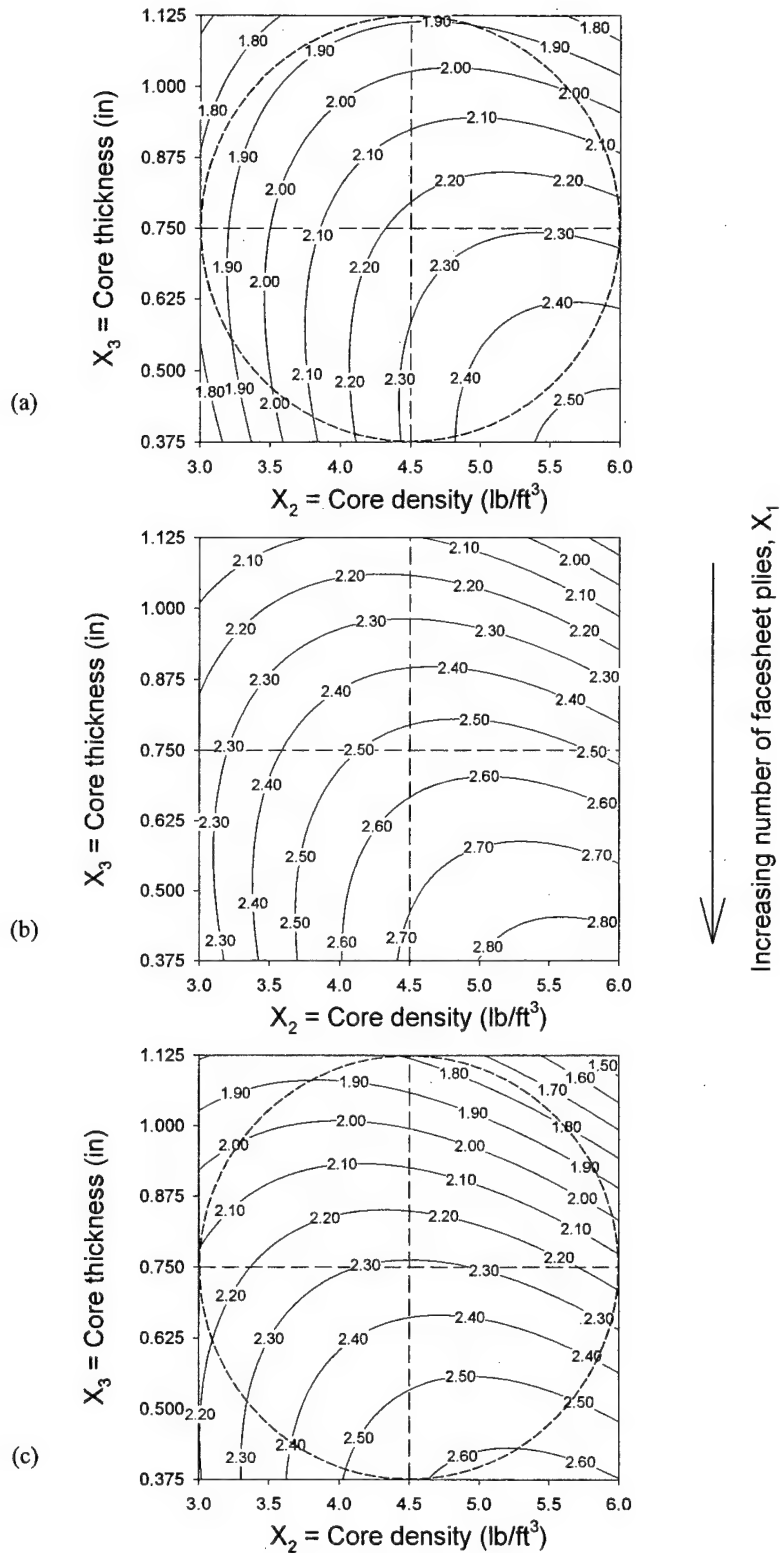 (a)
X3 = Core thickness (in)
1.125
1.000
0.875
0.750
0.625
0.500
0.375
1.80 1.90 1.80
1.90
2.00
1.80 2.00
2.10
1.90 2.00 2.10 2.10
2.20 2.20
2.10 2.30
2.20 2.30
1.90 2.00
2.40
1.80 1.90 2.00 2.10 2.20 2.30 2.40 2.50
3.0 3.5 4.0 4.5 5.0 5.5 6.0
X2 = Core density (lb/ft3)
(b)
X3 = Core thickness (in)
1.125
1.000
0.875
0.750
0.625
0.500
0.375
2.10 2.10 2.00
2.20 2.20 2.10
2.20 2.30 2.30 2.20
2.30 2.40 2.40 2.30
2.40
2.50
2.30 2.50 2.50
2.40 2.60 2.60
2.30 2.60
2.50 2.70 2.70
2.40
2.30 2.50 2.60 2.70 2.80 2.80
3.0 3.5 4.0 4.5 5.0 5.5 6.0
X2 = Core density (lb/ft3)
(c)
X3 = Core thickness (in)
1.125
1.000
0.875
0.750
0.625
0.500
0.375
1.90 1.90 1.80 1.70 1.60 1.50
2.00 2.00 1.90 1.80
2.00 1.90
2.10 2.10 2.10 2.00
2.20 2.20 2.10
2.30 2.30 2.20
2.20 2.30
2.30 2.40 2.40 2.40
2.50 2.50
2.20 2.30 2.40 2.50 2.60 2.60
3.0 3.5 4.0 4.5 5.0 5.5 6.0
X2 = Core density (lb/ft3)
Increasing number of facesheet plies, X1